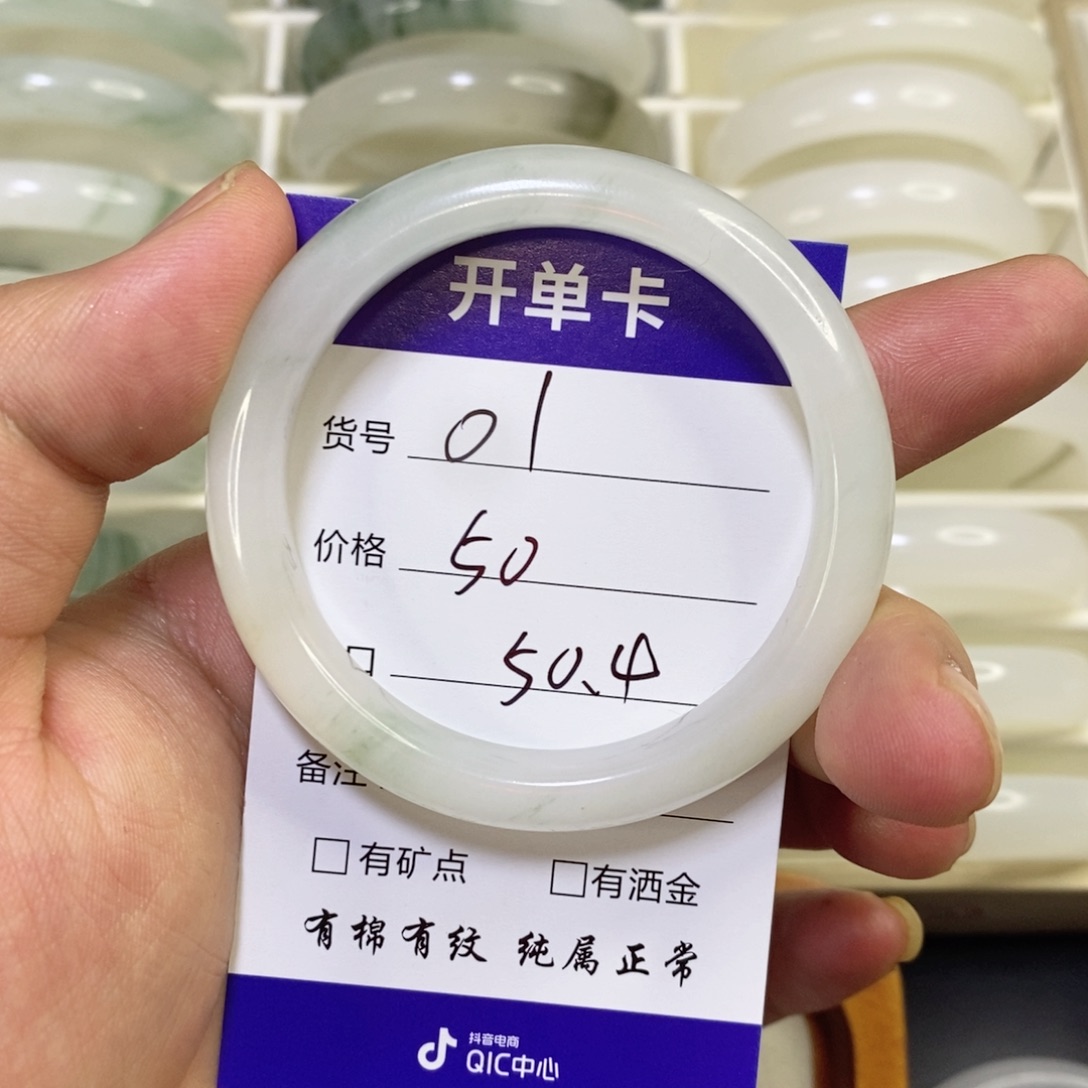 开单卡
货号 01
价格 50
50.4
备注
有矿点 有洒金
有棉有纹 纯属正常
抖音电商
QIC中心